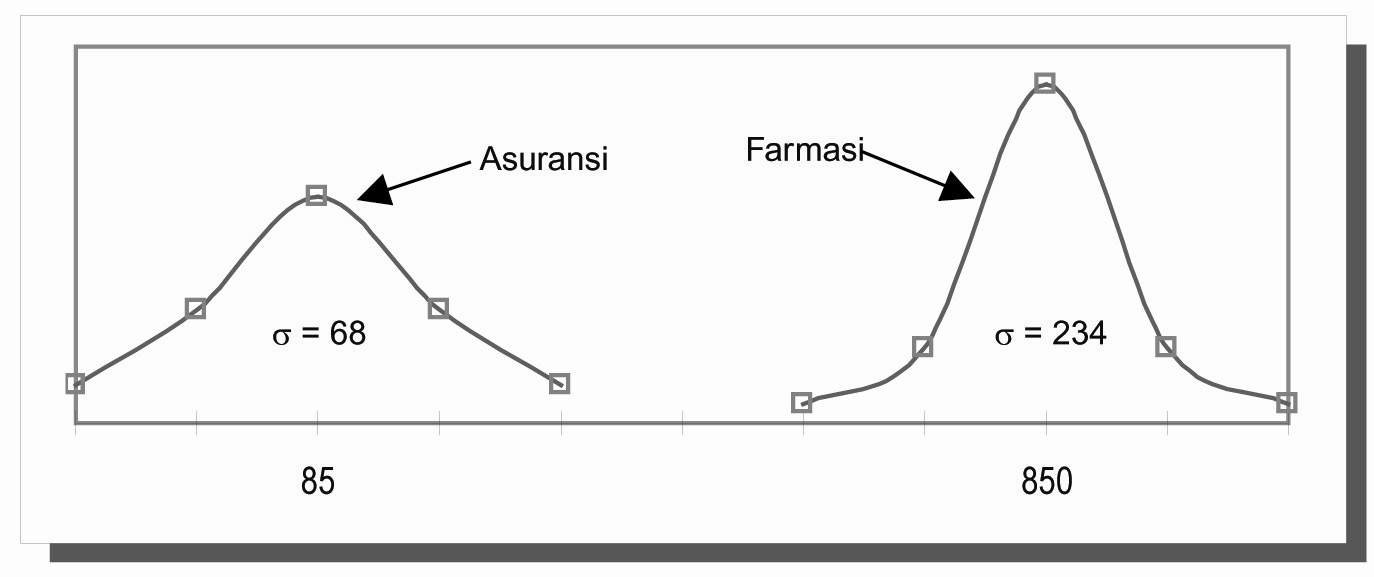 Asuransi
Farmasi
σ = 68
σ = 234
85
850